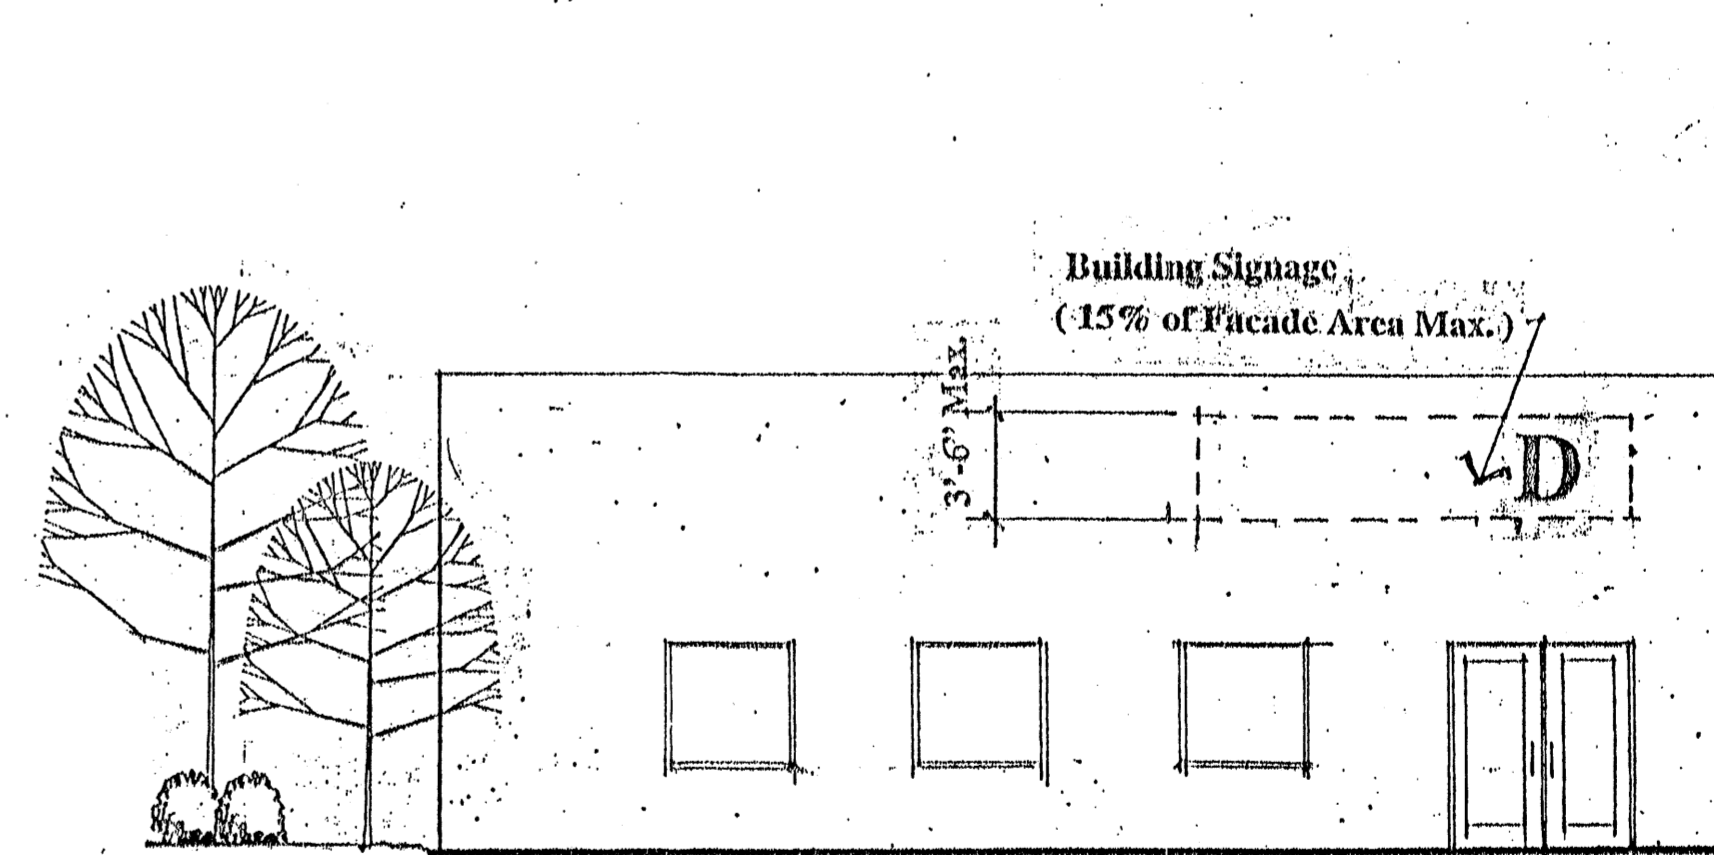 Building Signage
( 15% of Facade Area Max. )
3'-6" Max.
D